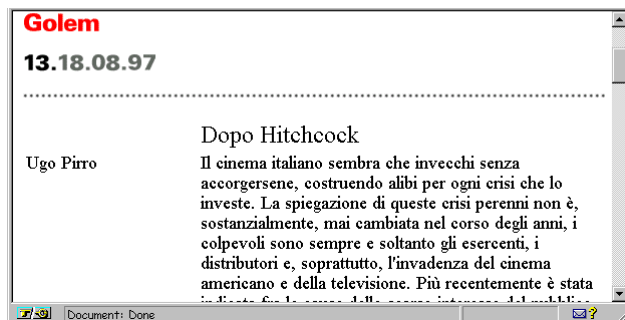 Golem
13.18.08.97
Dopo Hitchcock
Ugo Pirro
Il cinema italiano sembra che invecchi senza
accorgersene, costruendo alibi per ogni crisi che lo
investe. La spiegazione di queste crisi perenni non è,
sostanzialmente, mai cambiata nel corso degli anni, i
colpevoli sono sempre e soltanto gli esercenti, i
distributori e, soprattutto, l'invadenza del cinema
americano e della televisione. Più recentemente è stata
Document: Done